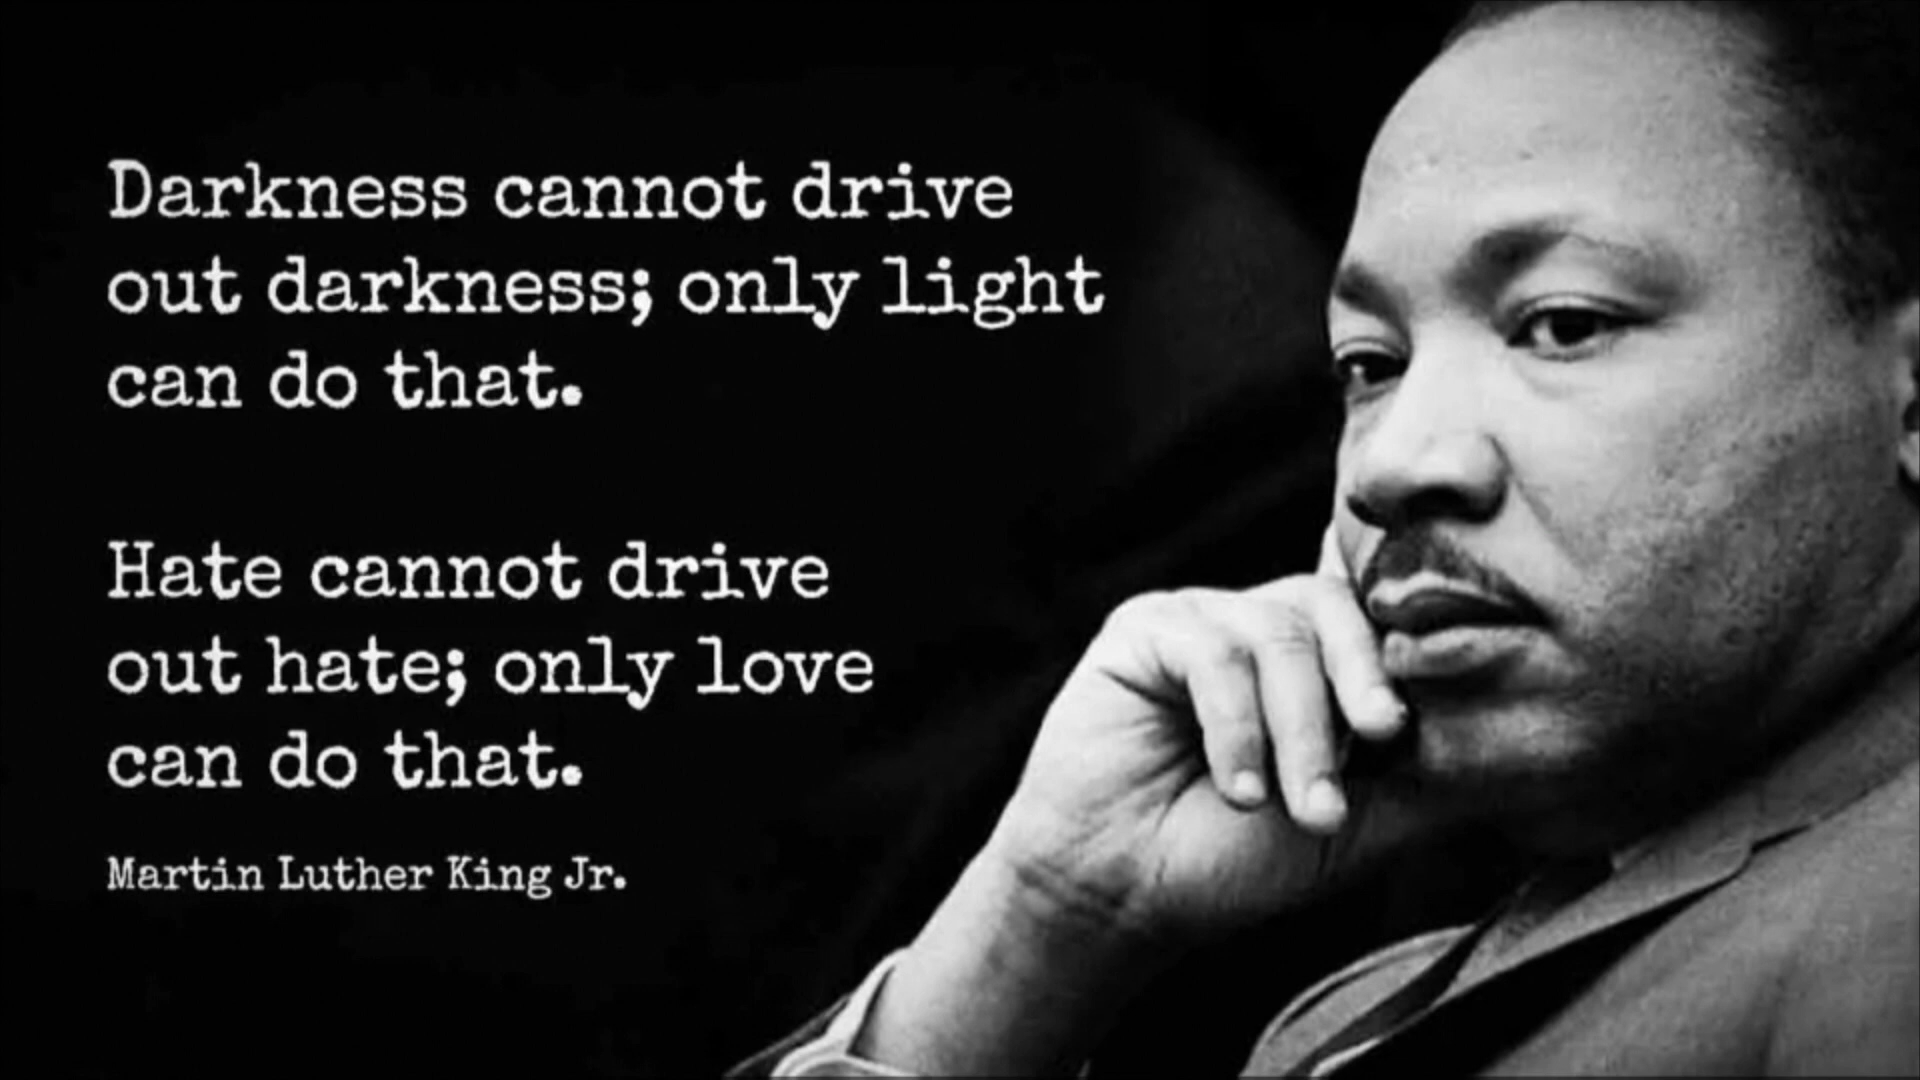 Darkness cannot drive
out darkness; only light
can do that.
Hate cannot drive
out hate; only love
can do that.
Martin Luther King Jr.